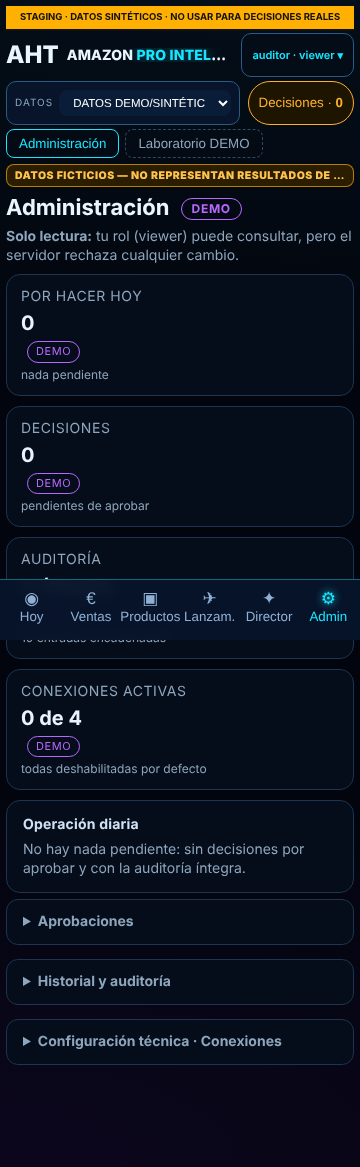 STAGING · DATOS SINTÉTICOS · NO USAR PARA DECISIONES REALES
AHT AMAZON PRO INTEL... auditor · viewer ▾
DATOS DATOS DEMO/SINTÉTIC Decisiones · 0
Administración Laboratorio DEMO
DATOS FICTICIOS — NO REPRESENTAN RESULTADOS DE ...
Administración DEMO
Solo lectura: tu rol (viewer) puede consultar, pero el
servidor rechaza cualquier cambio.
POR HACER HOY
0
DEMO
nada pendiente
DECISIONES
0
DEMO
pendientes de aprobar
AUDITORÍA
Hoy Ventas Productos Lanzam. Director Admin
CONEXIONES ACTIVAS
0 de 4
DEMO
todas deshabilitadas por defecto
Operación diaria
No hay nada pendiente: sin decisiones por
aprobar y con la auditoría íntegra.
▶ Aprobaciones
▶ Historial y auditoría
▶ Configuración técnica · Conexiones